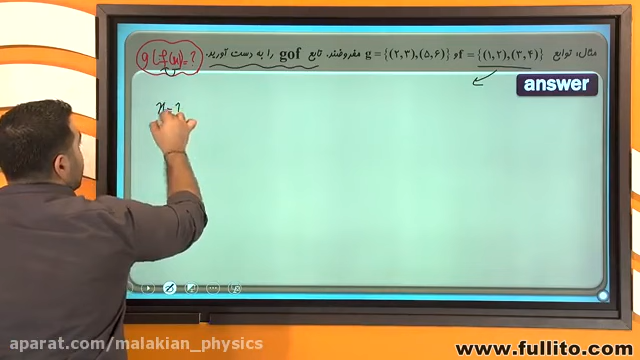 مثال: توابع f = {(۱,۲),(۳,۴)} و g = {(۲,۳),(۵,۶)} مفروضند. تابع gof را به دست آورید. g(f(x))=?
answer
x=?
aparat.com/malakian_physics
www.fullito.com